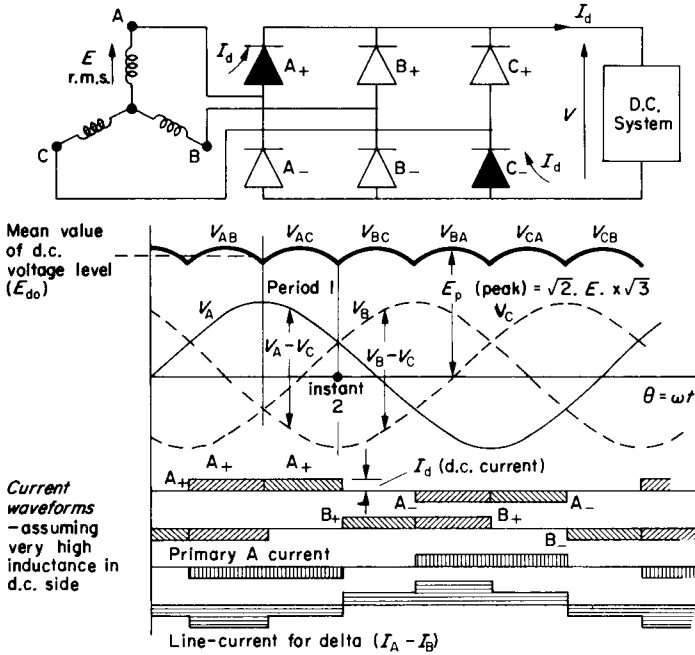 A
I_d
E
r.m.s.
I_d
A+
B+
C+
V
D.C.
System
C
B
A−
B−
C−
I_d
Mean value
of d.c.
voltage level
(E_do)
V_AB
V_AC
V_BC
V_BA
V_CA
V_CB
Period 1
E_p (peak) = √2. E. × √3
V_A
V_B
V_C
V_A − V_C
V_B − V_C
instant
2
θ = ωt
Current
waveforms
– assuming
very high
inductance in
d.c. side
A+
A+
A+
I_d (d.c. current)
A−
A−
B+
B+
B−
Primary A current
Line-current for delta (I_A − I_B)